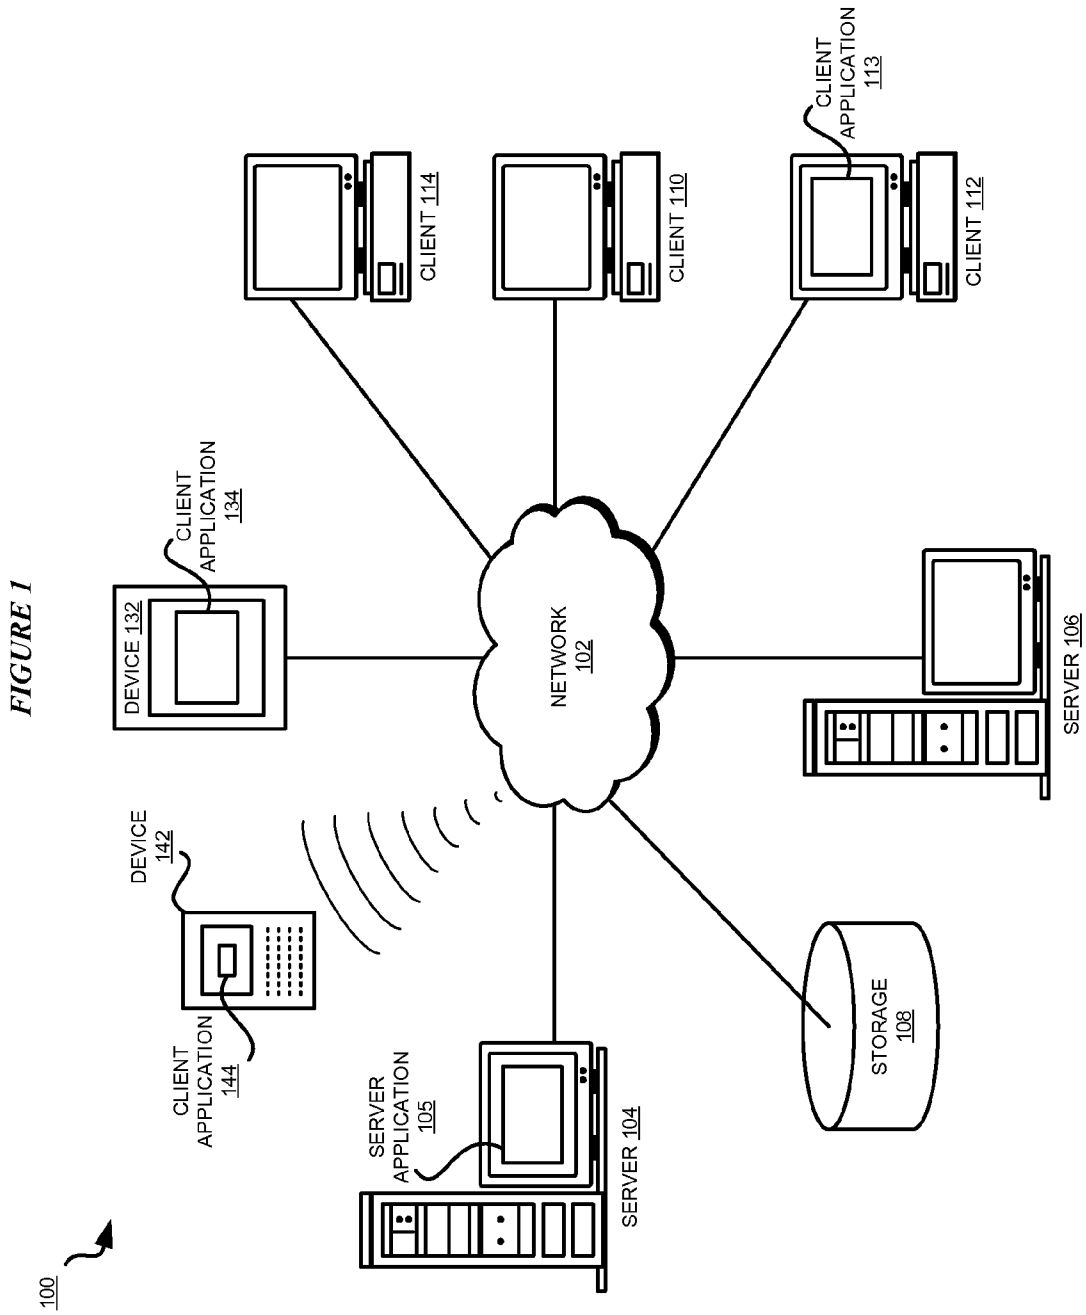 FIGURE 1
100
DEVICE
142
CLIENT
APPLICATION
144
DEVICE 132
CLIENT
APPLICATION
134
CLIENT 114
SERVER
APPLICATION
105
SERVER 104
NETWORK
102
CLIENT 110
STORAGE
108
SERVER 106
CLIENT
APPLICATION
113
CLIENT 112